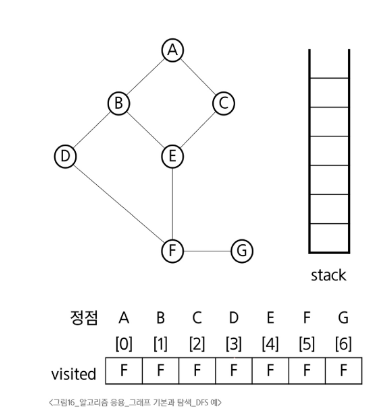 A
B
C
D
E
F
G
stack
정점 A B C D E F G
[0] [1] [2] [3] [4] [5] [6]
visited F F F F F F F
<그림16_알고리즘 응용_그래프 기본과 탐색_DFS 예>